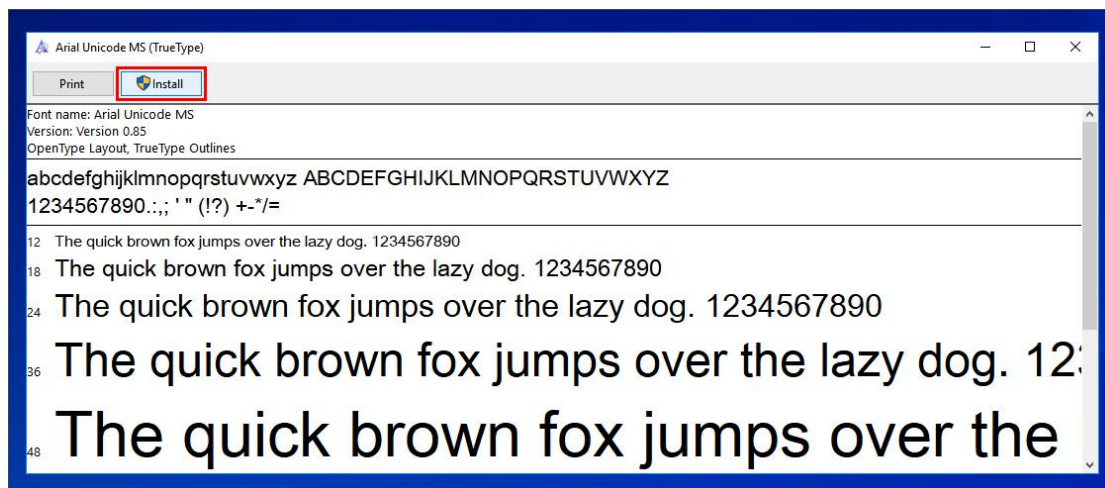 Arial Unicode MS (TrueType)
Print Install
Font name: Arial Unicode MS
Version: Version 0.85
OpenType Layout, TrueType Outlines
abcdefghijklmnopqrstuvwxyz ABCDEFGHIJKLMNOPQRSTUVWXYZ
1234567890.:,; ' " (!?) +-*/=
12 The quick brown fox jumps over the lazy dog. 1234567890
18 The quick brown fox jumps over the lazy dog. 1234567890
24 The quick brown fox jumps over the lazy dog. 1234567890
36 The quick brown fox jumps over the lazy dog. 12
48 The quick brown fox jumps over the